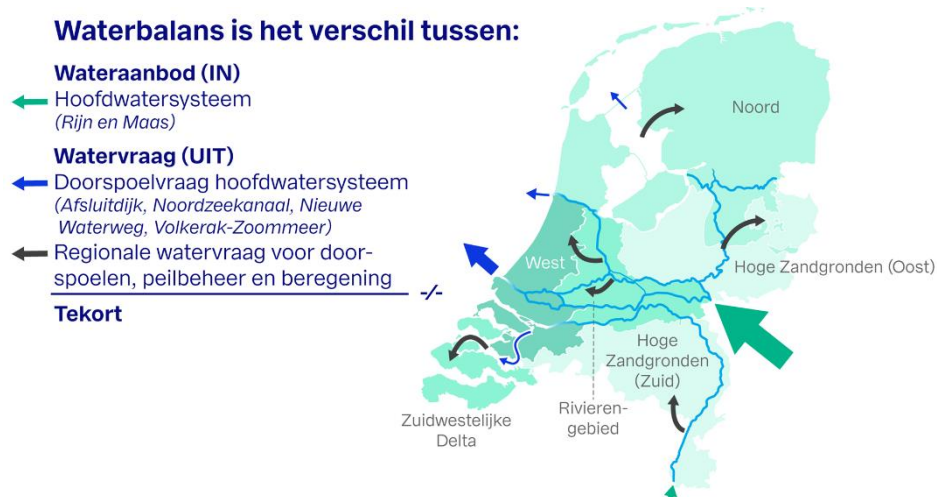 Waterbalans is het verschil tussen:
Wateraanbod (IN)
Hoofdwatersysteem
(Rijn en Maas)
Watervraag (UIT)
Doorspoelvraag hoofdwatersysteem
(Afsluitdijk, Noordzeekanaal, Nieuwe
Waterweg, Volkerak-Zoommeer)
Regionale watervraag voor door-
spoelen, peilbeheer en beregening
-/-
Tekort
Noord
West
Hoge Zandgronden (Oost)
Hoge
Zandgronden
(Zuid)
Rivieren-
gebied
Zuidwestelijke
Delta